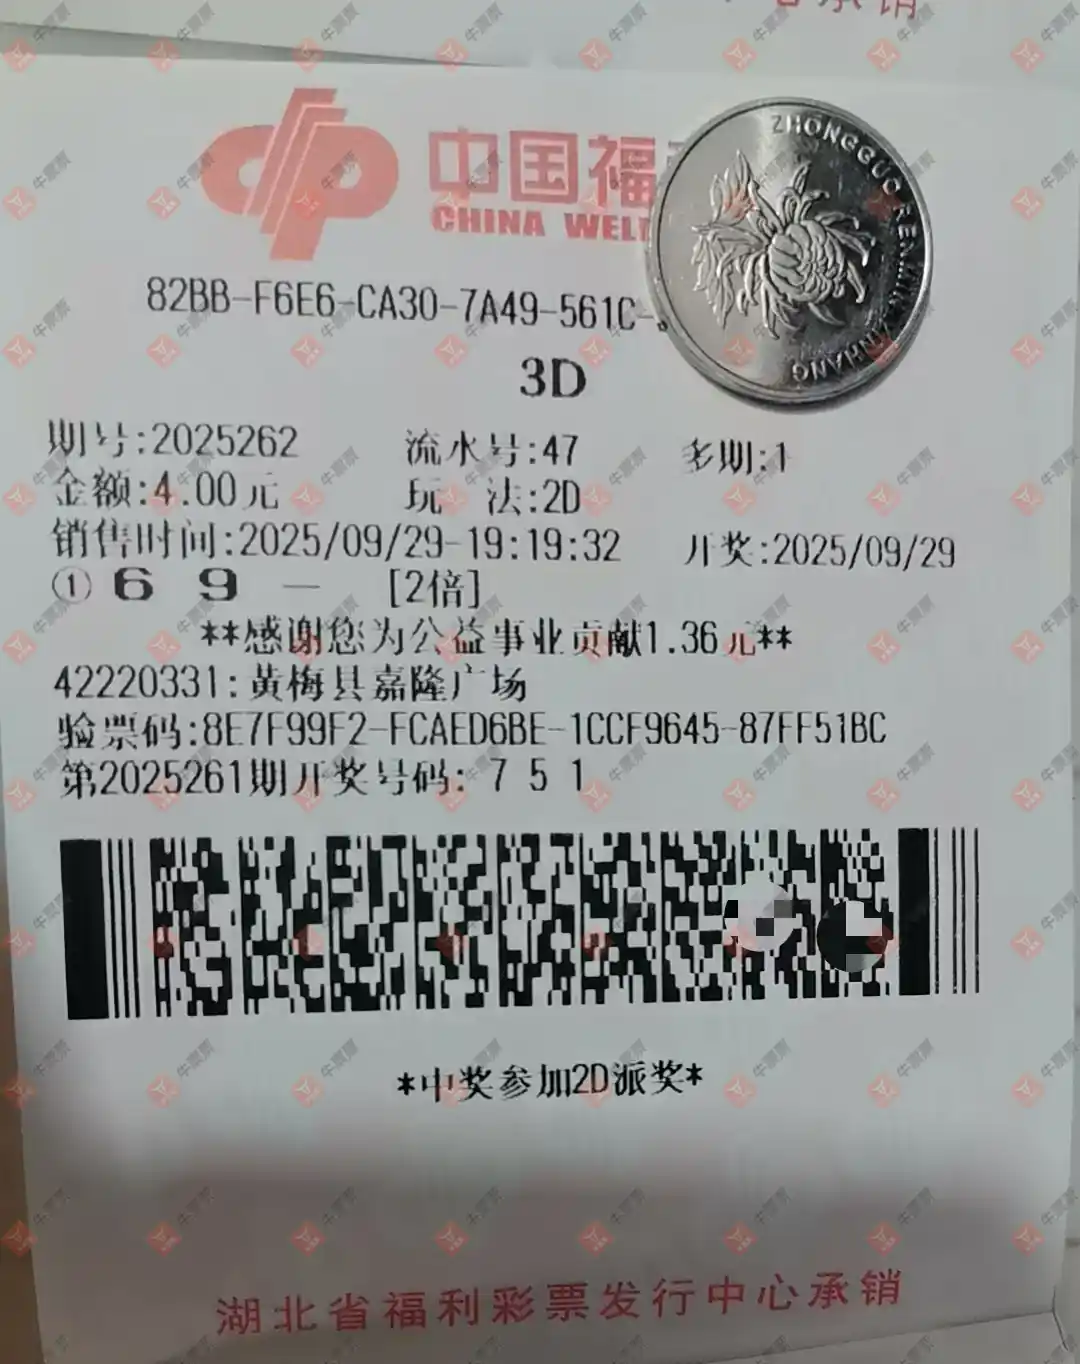 中国福
CHINA WEL
82BB-F6E6-CA30-7A49-561C-
ZHONGGUO RENMIN YINHANG
3D
期号:2025262 流水号:47 多期:1
金额:4.00元 玩 法:2D
销售时间:2025/09/29-19:19:32 开奖:2025/09/29
① 6 9 — [2倍]
**感谢您为公益事业贡献1.36元**
42220331:黄梅县嘉隆广场
验票码:8E7F99F2-FCAED6BE-1CCF9645-87FF51BC
第2025261期开奖号码: 7 5 1
*中奖参加2D派奖*
湖北省福利彩票发行中心承销
牛票票